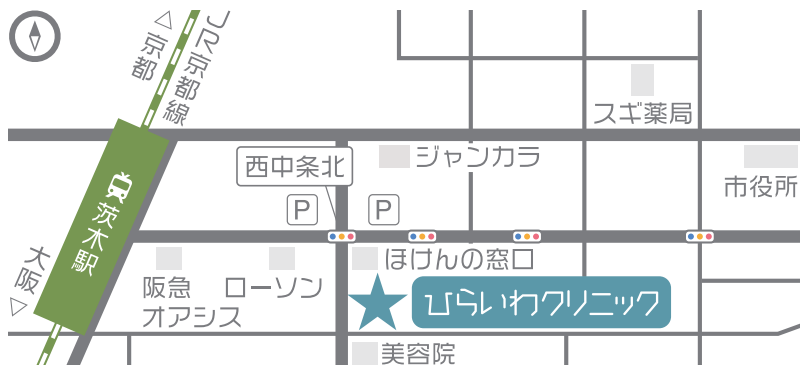 京都
JR京都線
スギ薬局
西中条北
ジャンカラ
市役所
P
P
茨木駅
大阪
ほけんの窓口
阪急
オアシス
ローソン
ひらいわクリニック
美容院